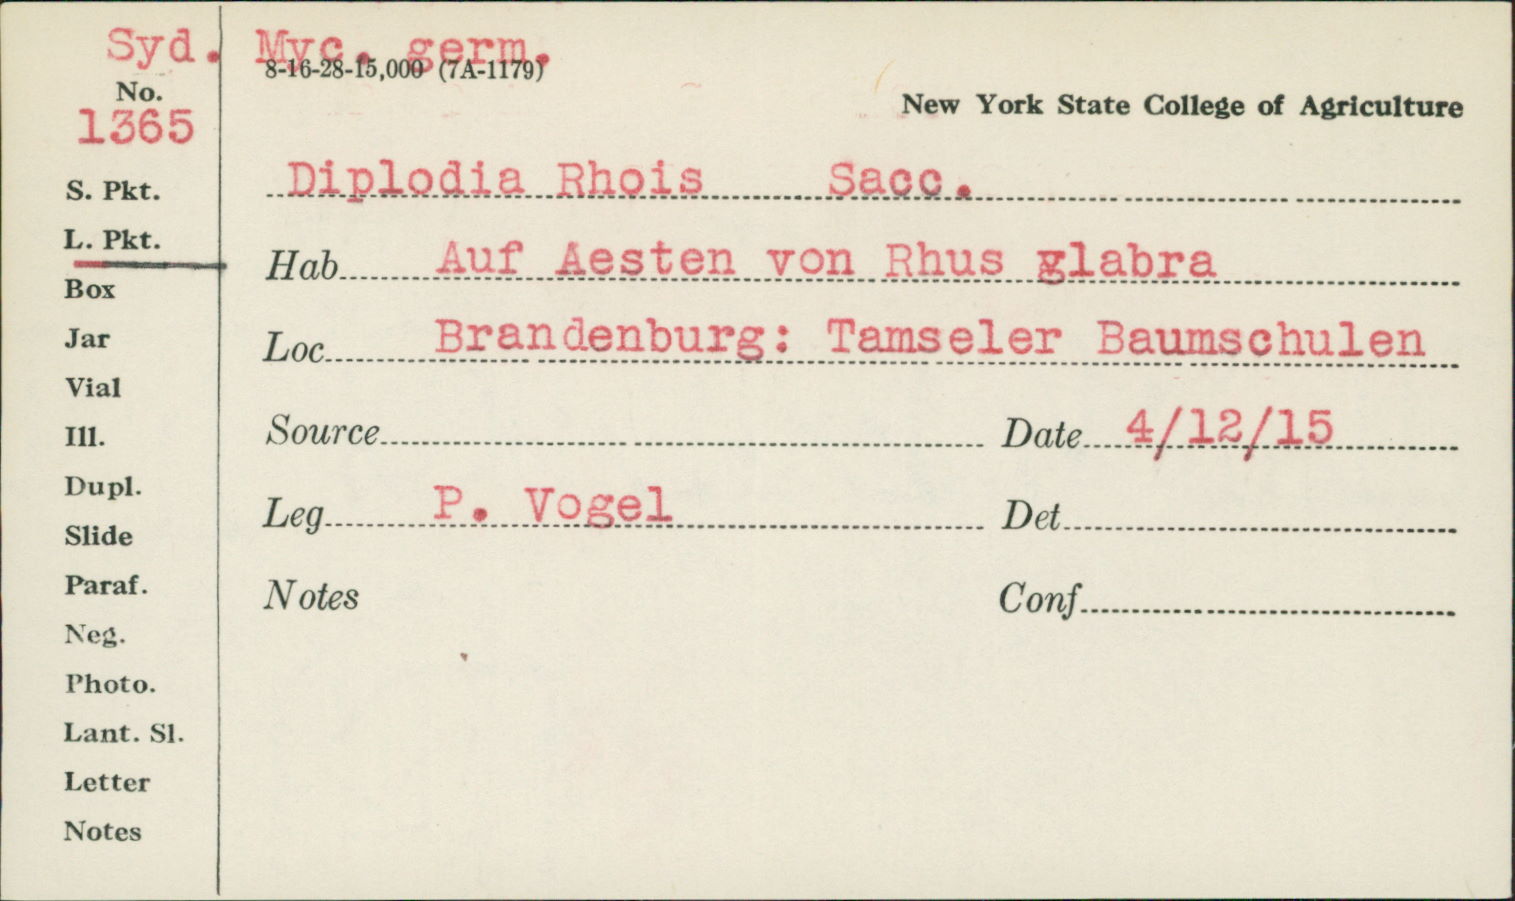 Syd. Myc. germ.
8-16-28-15,000 (7A-1179)
No.
1365
New York State College of Agriculture
S. Pkt.
Diplodia Rhois Sacc.
L. Pkt.
Hab Auf Aesten von Rhus glabra
Box
Jar
Loc Brandenburg: Tamseler Baumschulen
Vial
Ill.
Source Date 4/12/15
Dupl.
Leg P. Vogel Det
Slide
Paraf.
Notes Conf
Neg.
Photo.
Lant. Sl.
Letter
Notes